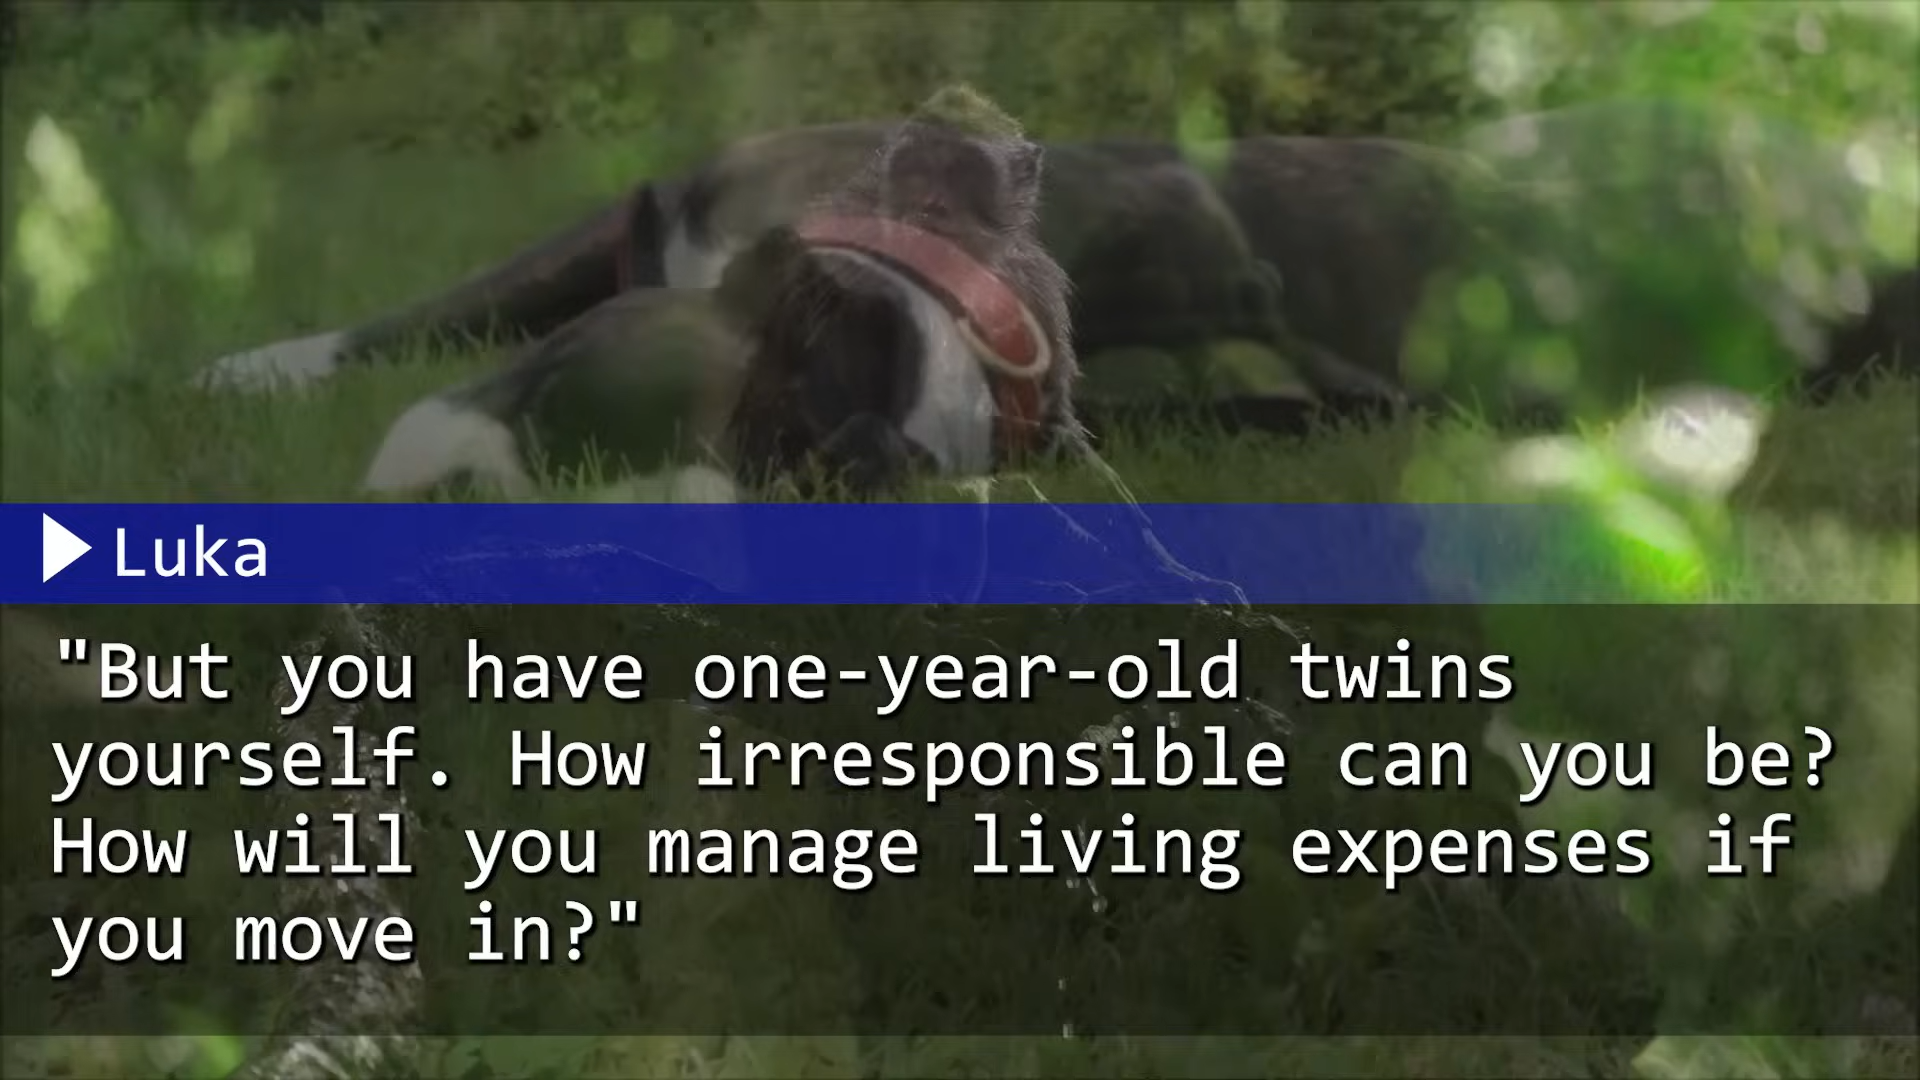 Luka
"But you have one-year-old twins
yourself. How irresponsible can you be?
How will you manage living expenses if
you move in?"